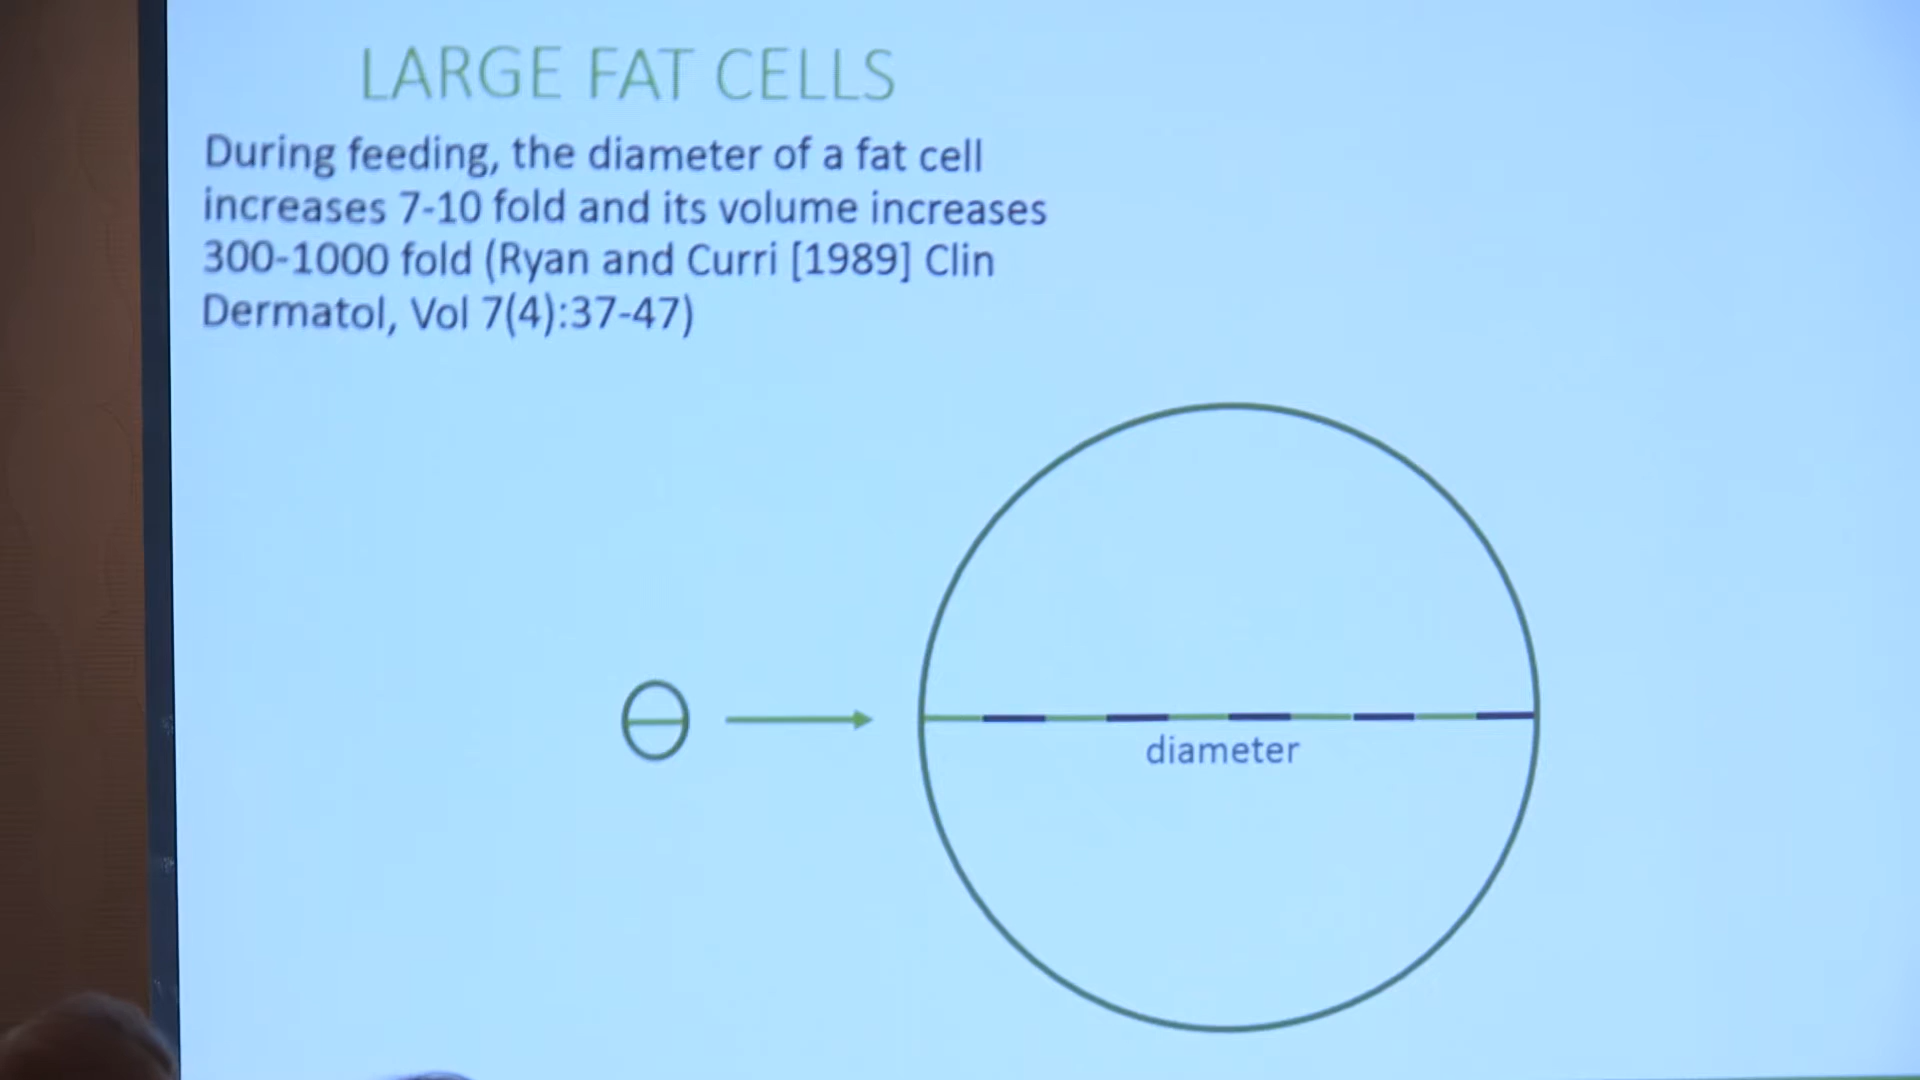 LARGE FAT CELLS
During feeding, the diameter of a fat cell
increases 7-10 fold and its volume increases
300-1000 fold (Ryan and Curri [1989] Clin
Dermatol, Vol 7(4):37-47)
diameter